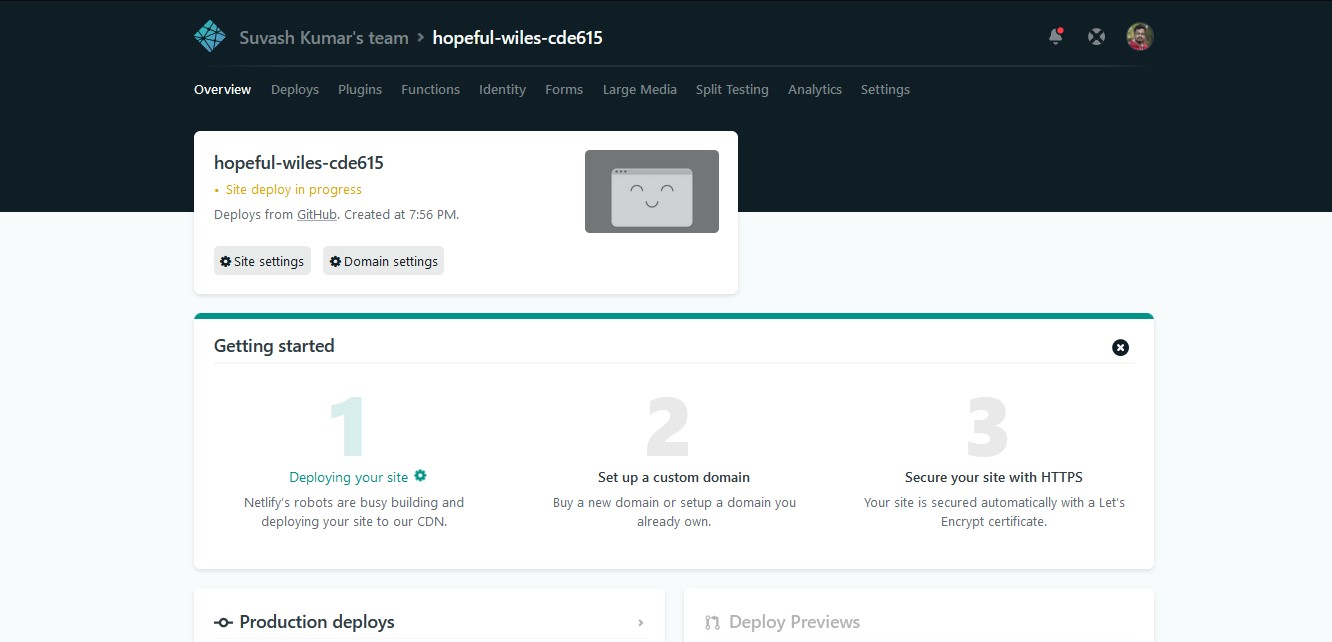 Suvash Kumar's team > hopeful-wiles-cde615
Overview Deploys Plugins Functions Identity Forms Large Media Split Testing Analytics Settings
hopeful-wiles-cde615
• Site deploy in progress
Deploys from GitHub. Created at 7:56 PM.
Site settings Domain settings
Getting started
1 2 3
Deploying your site
Netlify's robots are busy building and
deploying your site to our CDN.
Set up a custom domain
Buy a new domain or setup a domain you
already own.
Secure your site with HTTPS
Your site is secured automatically with a Let's
Encrypt certificate.
Production deploys
Deploy Previews